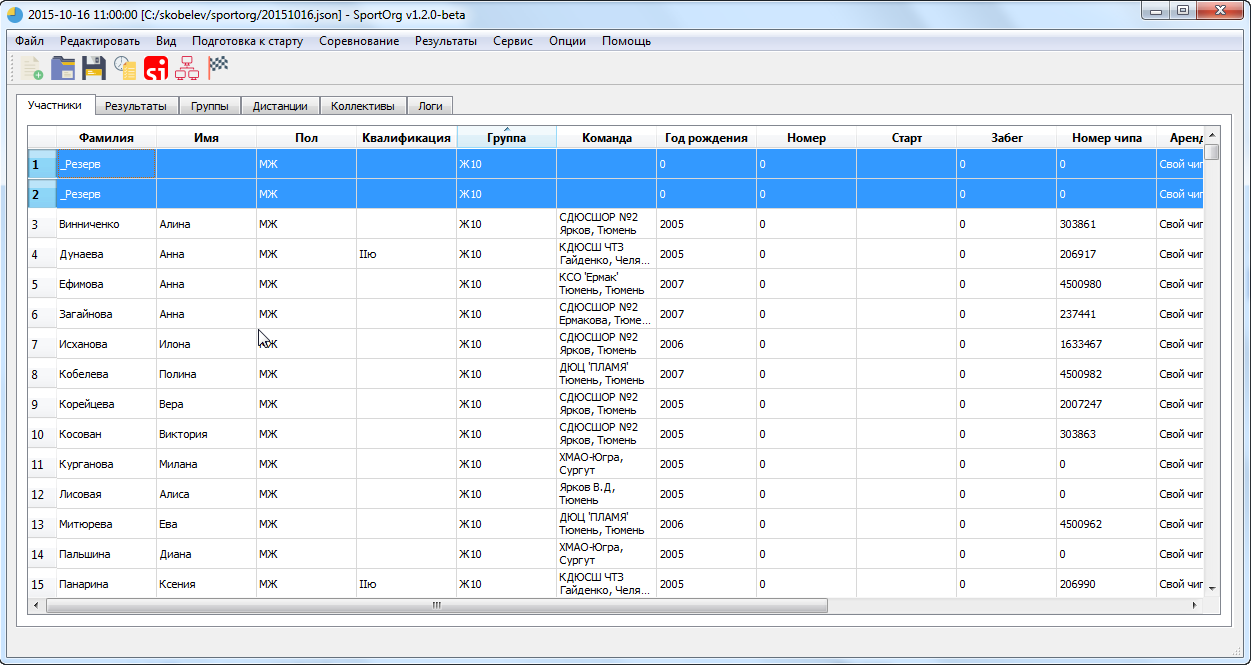 2015-10-16 11:00:00 [C:/skobelev/sportorg/20151016.json] - SportOrg v1.2.0-beta
Файл Редактировать Вид Подготовка к старту Соревнование Результаты Сервис Опции Помощь
Участники Результаты Группы Дистанции Коллективы Логи
Фамилия Имя Пол Квалификация Группа Команда Год рождения Номер Старт Забег Номер чипа Аренд
1 _Резерв МЖ Ж10 0 0 0 0 Свой чип
2 _Резерв МЖ Ж10 0 0 0 0 Свой чип
3 Винниченко Алина МЖ Ж10 СДЮСШОР №2 Ярков, Тюмень 2005 0 0 303861 Свой чип
4 Дунаева Анна МЖ IIю Ж10 КДЮСШ ЧТЗ Гайденко, Челя... 2005 0 0 206917 Свой чип
5 Ефимова Анна МЖ Ж10 КСО 'Ермак' Тюмень, Тюмень 2007 0 0 4500980 Свой чип
6 Загайнова Анна МЖ Ж10 СДЮСШОР №2 Ермакова, Тюме... 2007 0 0 237441 Свой чип
7 Исханова Илона МЖ Ж10 СДЮСШОР №2 Ярков, Тюмень 2006 0 0 1633467 Свой чип
8 Кобелева Полина МЖ Ж10 ДЮЦ 'ПЛАМЯ' Тюмень, Тюмень 2007 0 0 4500982 Свой чип
9 Корейцева Вера МЖ Ж10 СДЮСШОР №2 Ярков, Тюмень 2005 0 0 2007247 Свой чип
10 Косован Виктория МЖ Ж10 СДЮСШОР №2 Ярков, Тюмень 2005 0 0 303863 Свой чип
11 Курганова Милана МЖ Ж10 ХМАО-Югра, Сургут 2005 0 0 0 Свой чип
12 Лисовая Алиса МЖ Ж10 Ярков В.Д, Тюмень 2005 0 0 0 Свой чип
13 Митюрева Ева МЖ Ж10 ДЮЦ 'ПЛАМЯ' Тюмень, Тюмень 2006 0 0 4500962 Свой чип
14 Пальшина Диана МЖ Ж10 ХМАО-Югра, Сургут 2005 0 0 0 Свой чип
15 Панарина Ксения МЖ IIю Ж10 КДЮСШ ЧТЗ Гайденко, Челя... 2005 0 0 206990 Свой чип